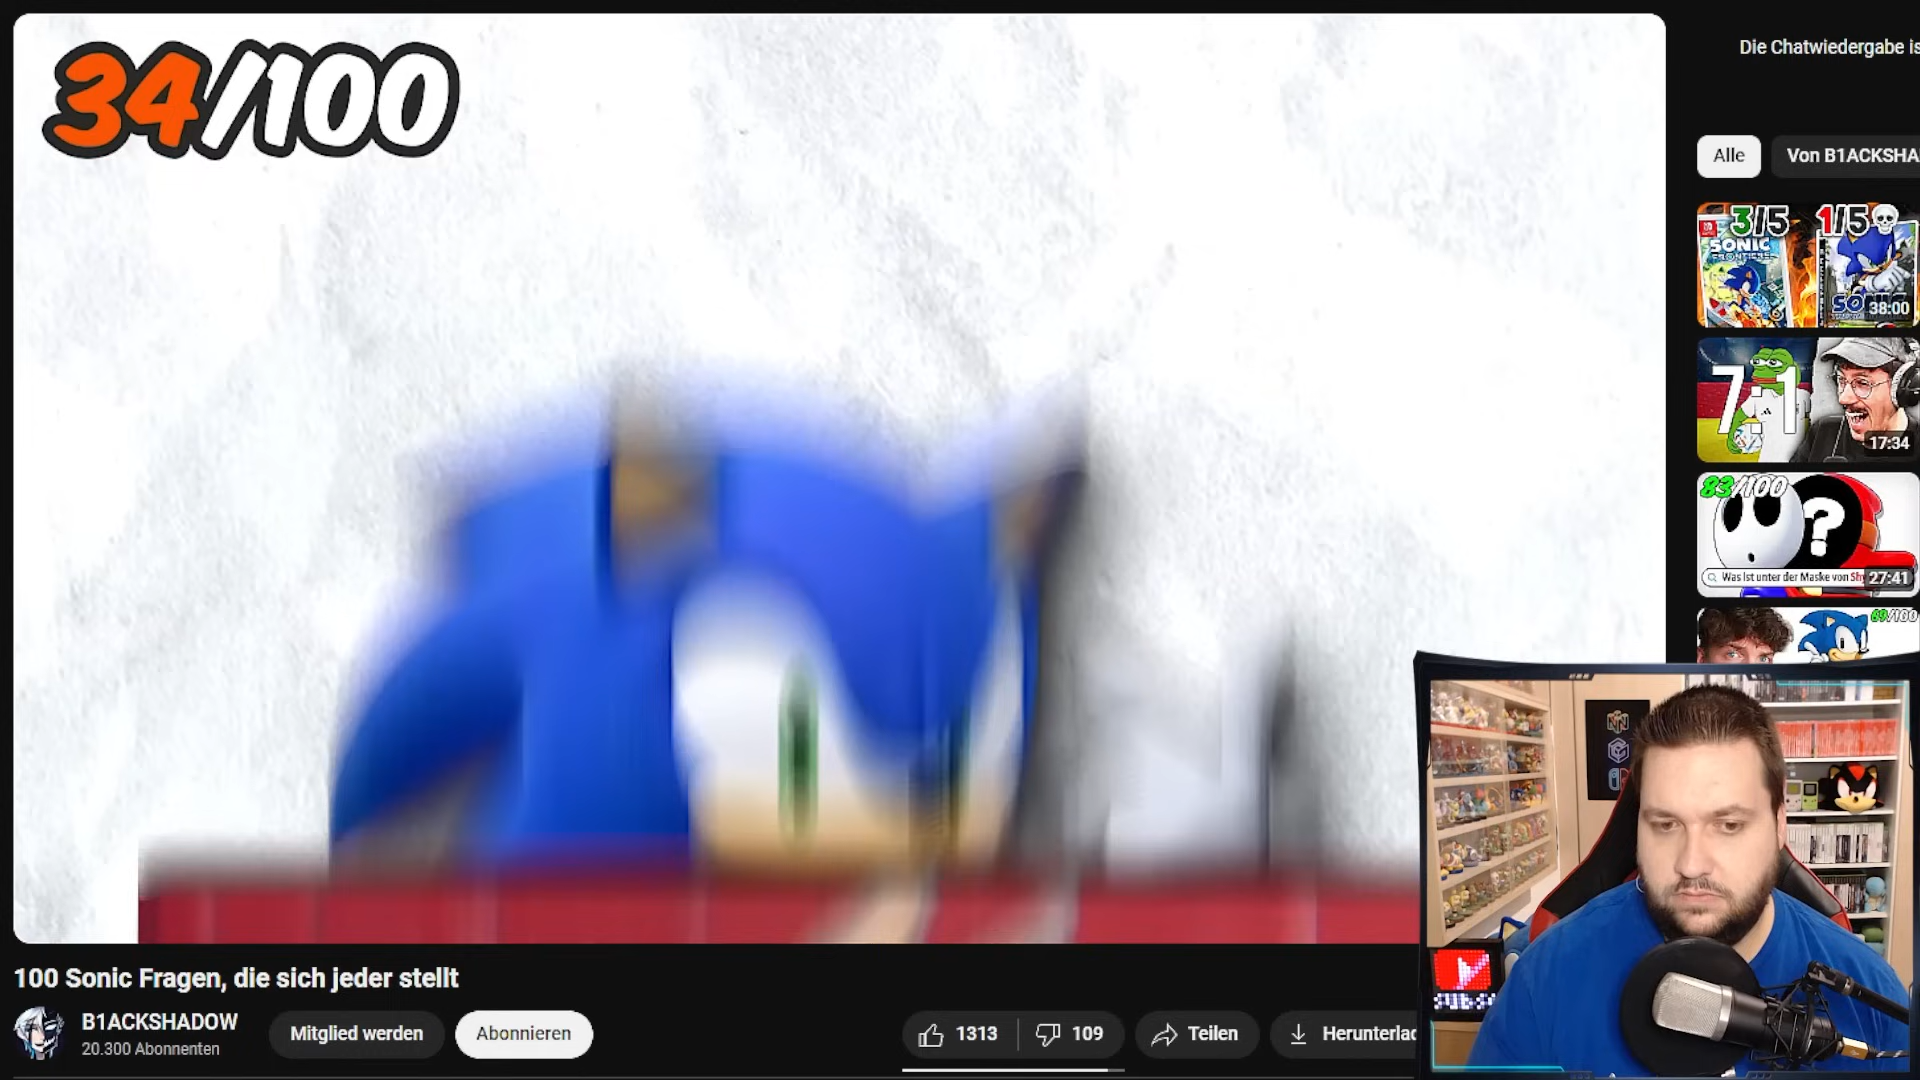 34/100
Die Chatwiedergabe is
Alle
Von B1ACKSHA
3/5
1/5
SONIC
FRONTIERS
SONIC
38:00
7:1
17:34
83/100
Was ist unter der Maske von Sh
27:41
69/100
100 Sonic Fragen, die sich jeder stellt
B1ACKSHADOW
20.300 Abonnenten
Mitglied werden
Abonnieren
1313
109
Teilen
Herunterlad